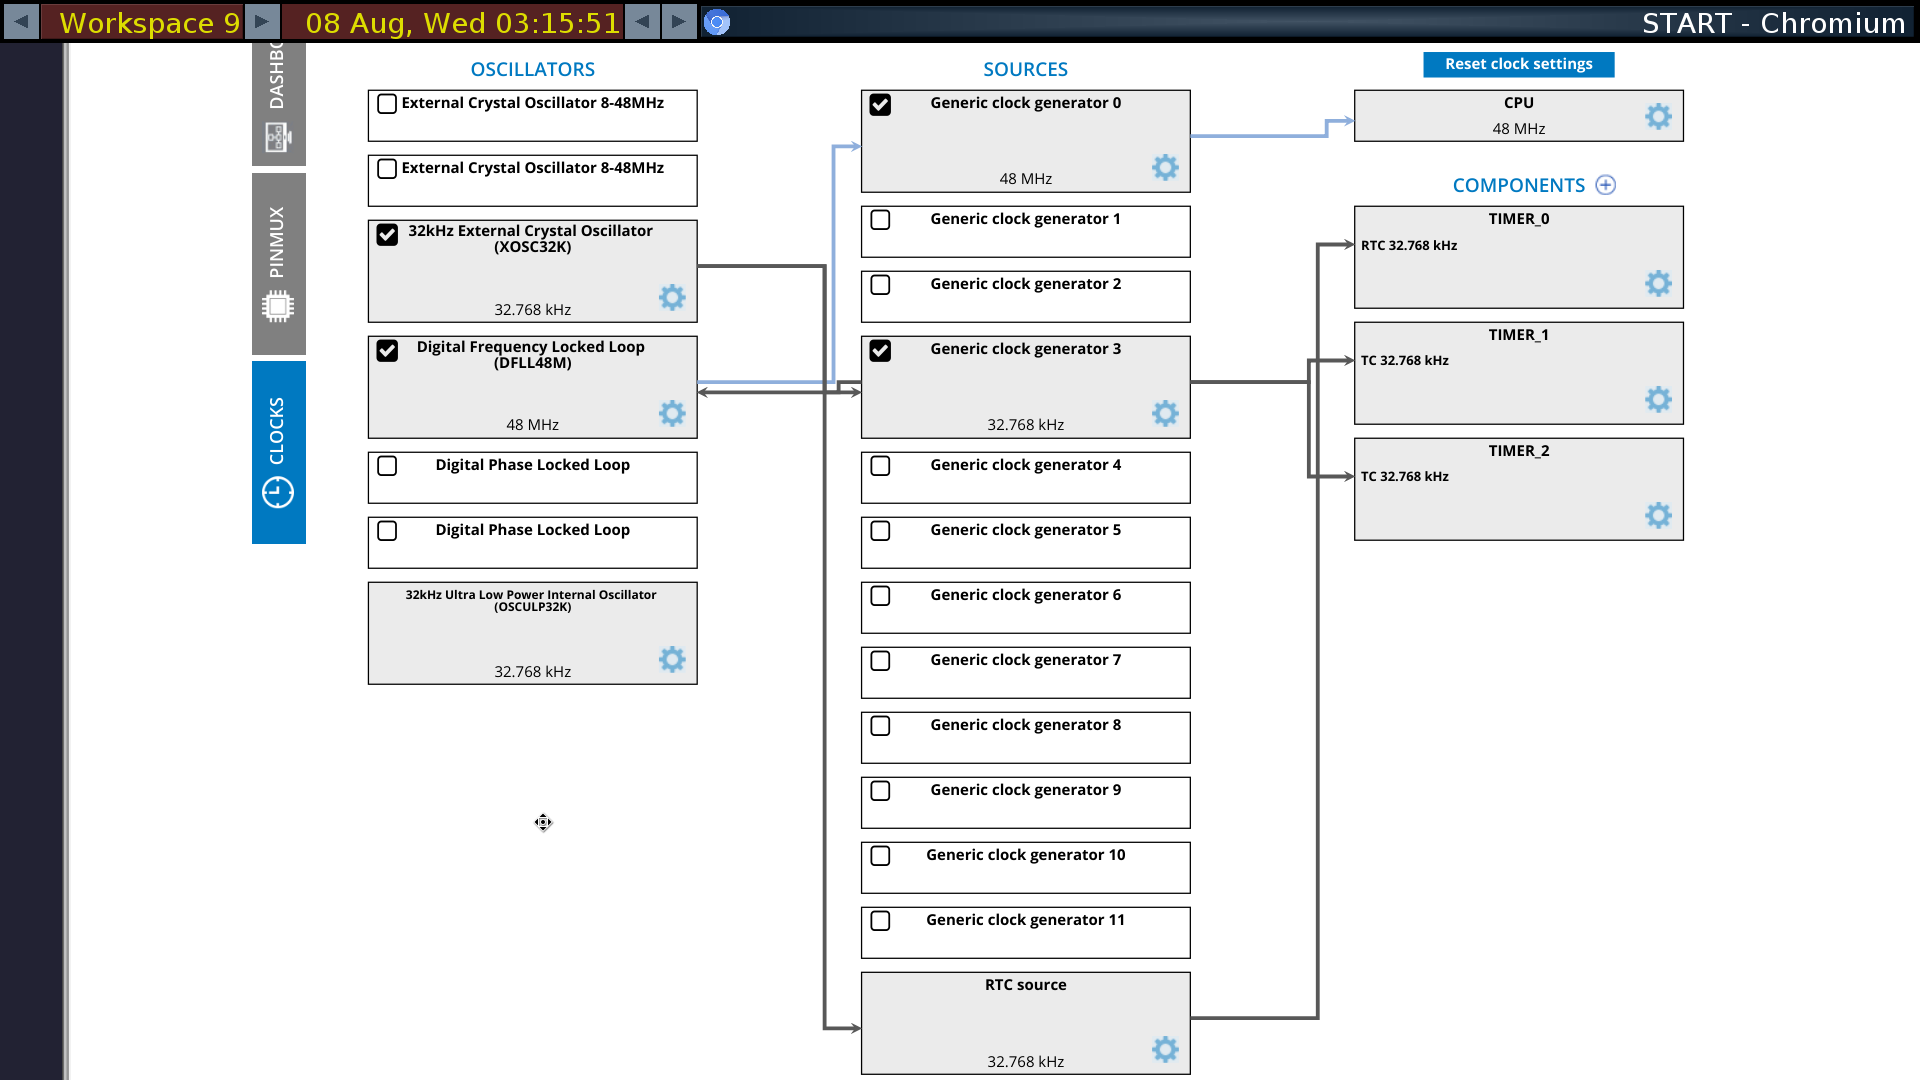 Workspace 9
08 Aug, Wed 03:15:51
START - Chromium
DASHBO
PINMUX
CLOCKS
OSCILLATORS
External Crystal Oscillator 8-48MHz
External Crystal Oscillator 8-48MHz
32kHz External Crystal Oscillator
(XOSC32K)
32.768 kHz
Digital Frequency Locked Loop
(DFLL48M)
48 MHz
Digital Phase Locked Loop
Digital Phase Locked Loop
32kHz Ultra Low Power Internal Oscillator
(OSCULP32K)
32.768 kHz
SOURCES
Generic clock generator 0
48 MHz
Generic clock generator 1
Generic clock generator 2
Generic clock generator 3
32.768 kHz
Generic clock generator 4
Generic clock generator 5
Generic clock generator 6
Generic clock generator 7
Generic clock generator 8
Generic clock generator 9
Generic clock generator 10
Generic clock generator 11
RTC source
32.768 kHz
Reset clock settings
CPU
48 MHz
COMPONENTS
TIMER_0
RTC 32.768 kHz
TIMER_1
TC 32.768 kHz
TIMER_2
TC 32.768 kHz